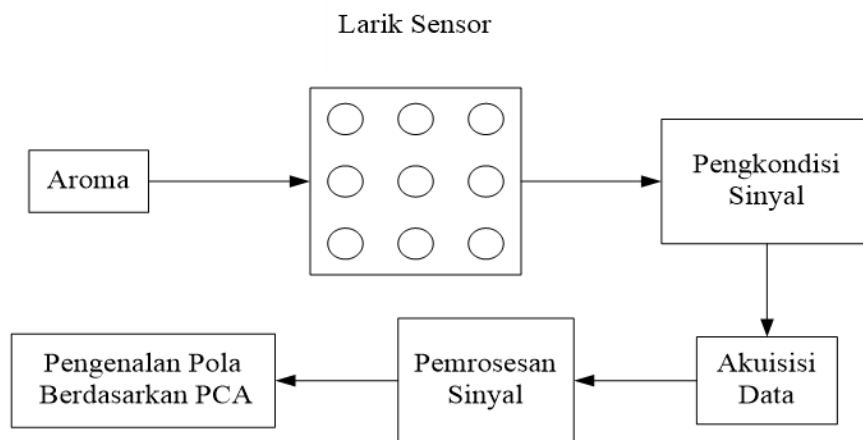 Larik Sensor
Aroma
Pengkondisi
Sinyal
Akuisisi
Data
Pemrosesan
Sinyal
Pengenalan Pola
Berdasarkan PCA